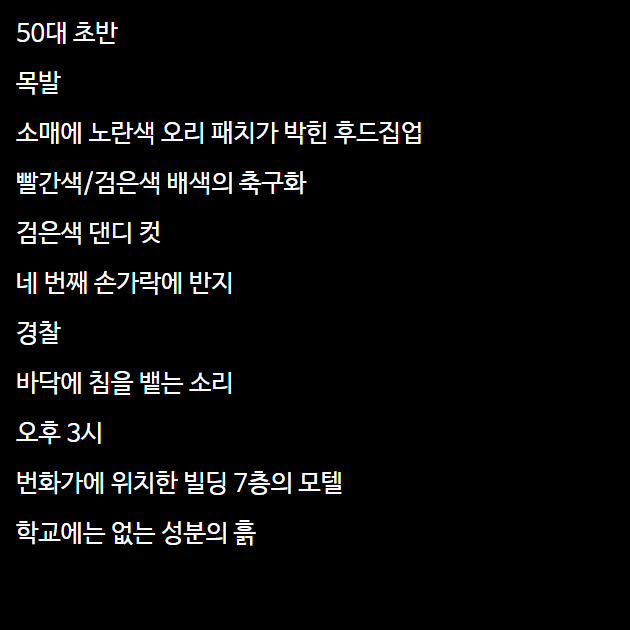 50대 초반
목발
소매에 노란색 오리 패치가 박힌 후드집업
빨간색/검은색 배색의 축구화
검은색 댄디 컷
네 번째 손가락에 반지
경찰
바닥에 침을 뱉는 소리
오후 3시
번화가에 위치한 빌딩 7층의 모텔
학교에는 없는 성분의 흙